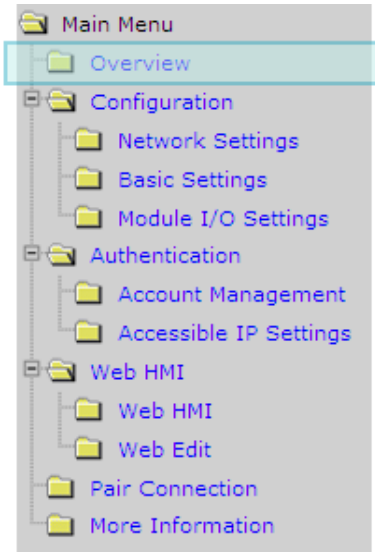 Main Menu
Overview
Configuration
Network Settings
Basic Settings
Module I/O Settings
Authentication
Account Management
Accessible IP Settings
Web HMI
Web HMI
Web Edit
Pair Connection
More Information